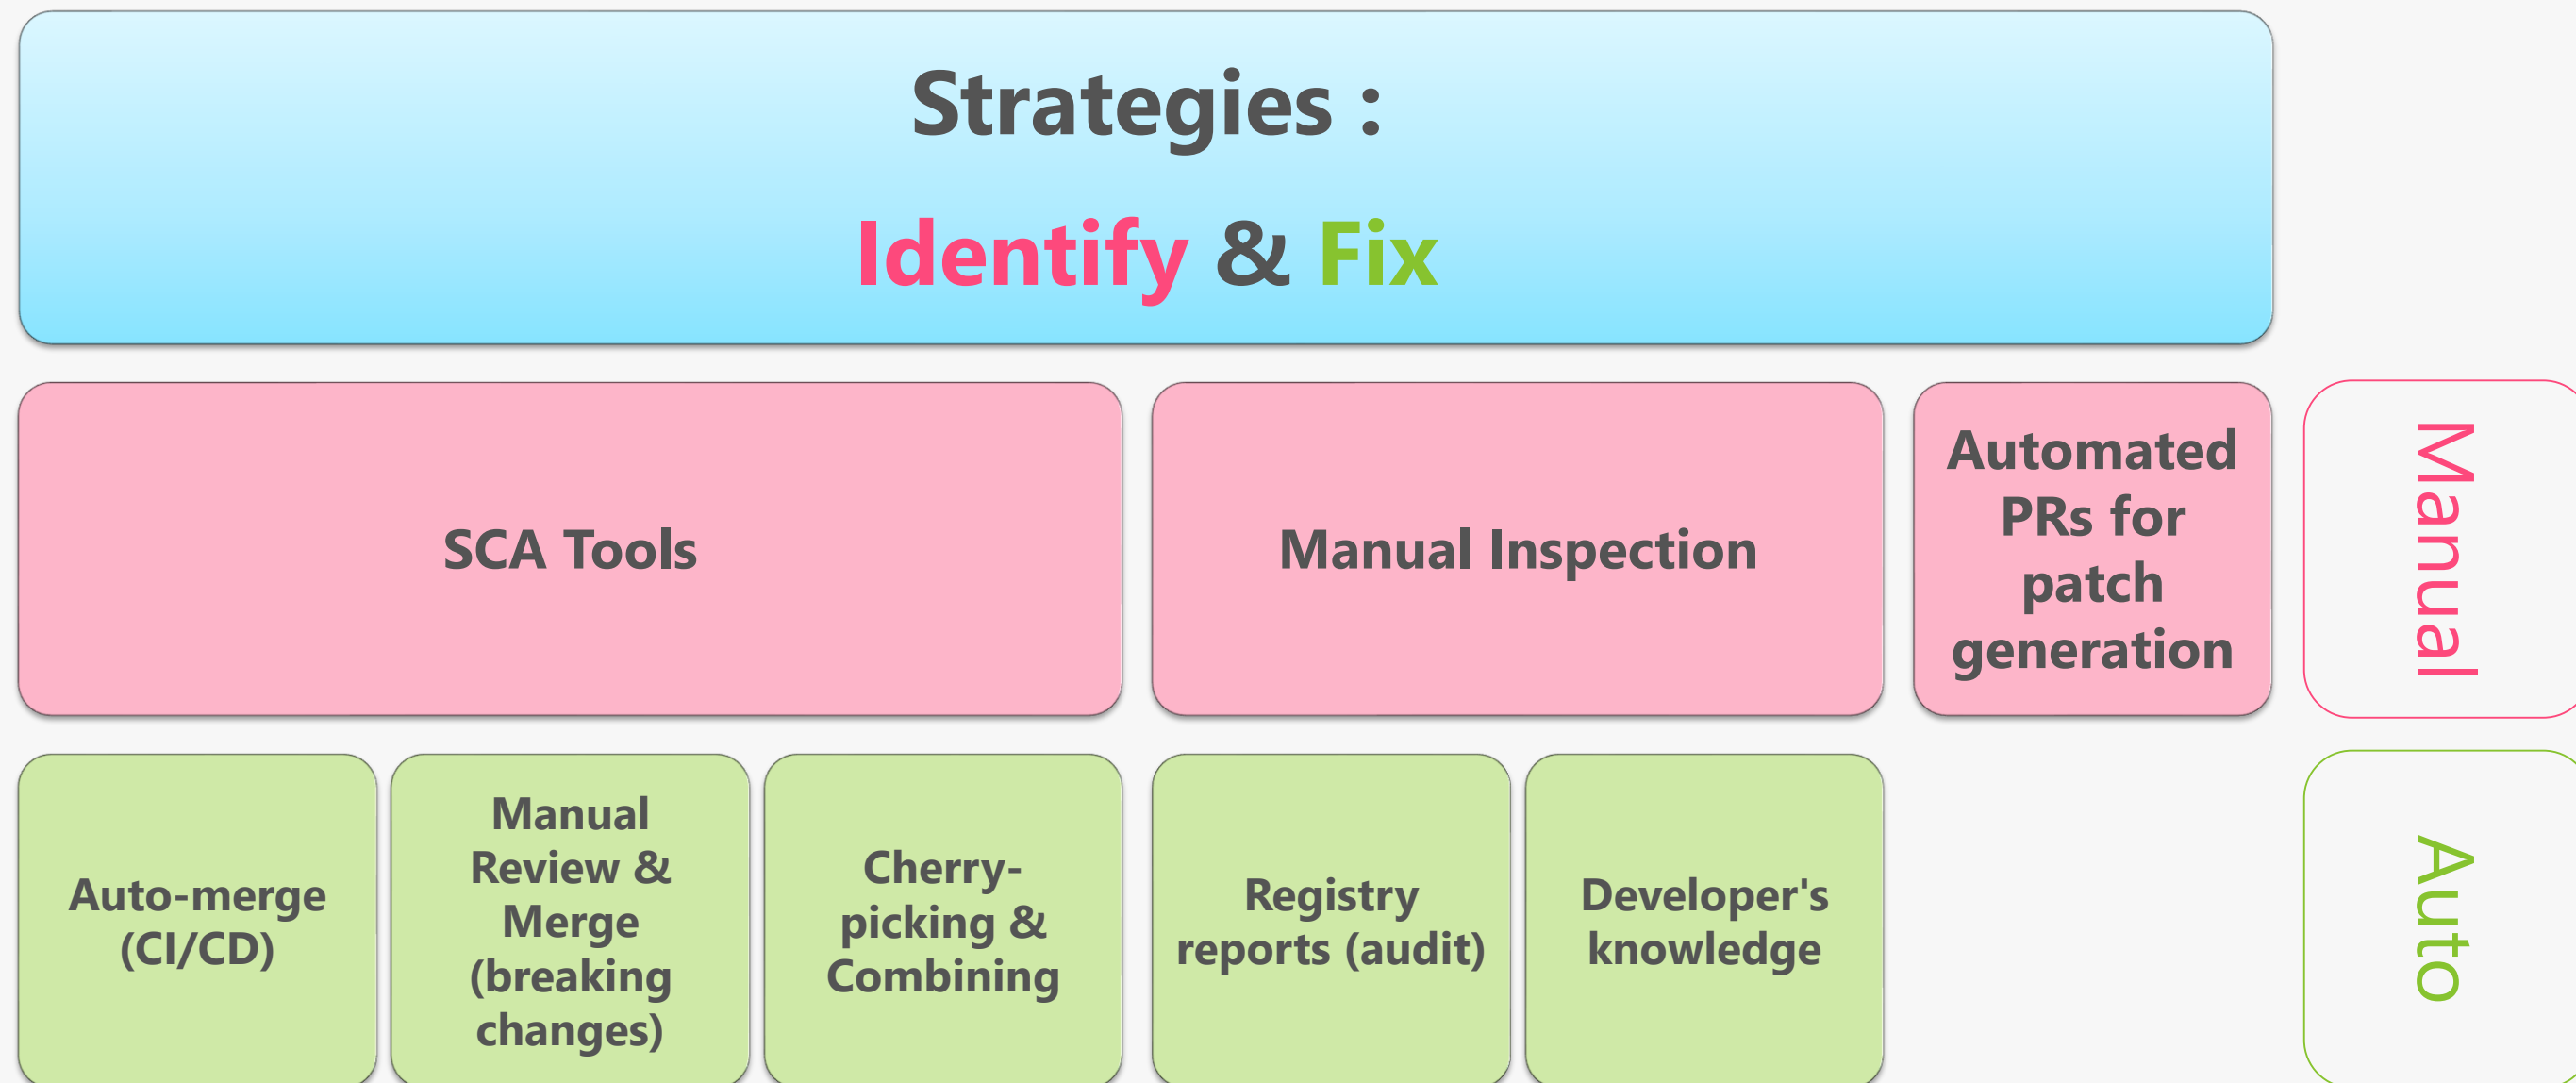 Strategies :
Identify & Fix
SCA Tools
Manual Inspection
Automated
PRs for
patch
generation
Manual
Auto-merge
(CI/CD)
Manual
Review &
Merge
(breaking
changes)
Cherry-
picking &
Combining
Registry
reports (audit)
Developer's
knowledge
Auto